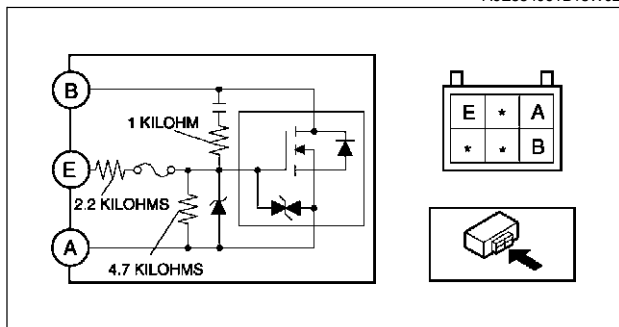 B
1 KILOHM
E
2.2 KILOHMS
A
4.7 KILOHMS
E * A
* * B